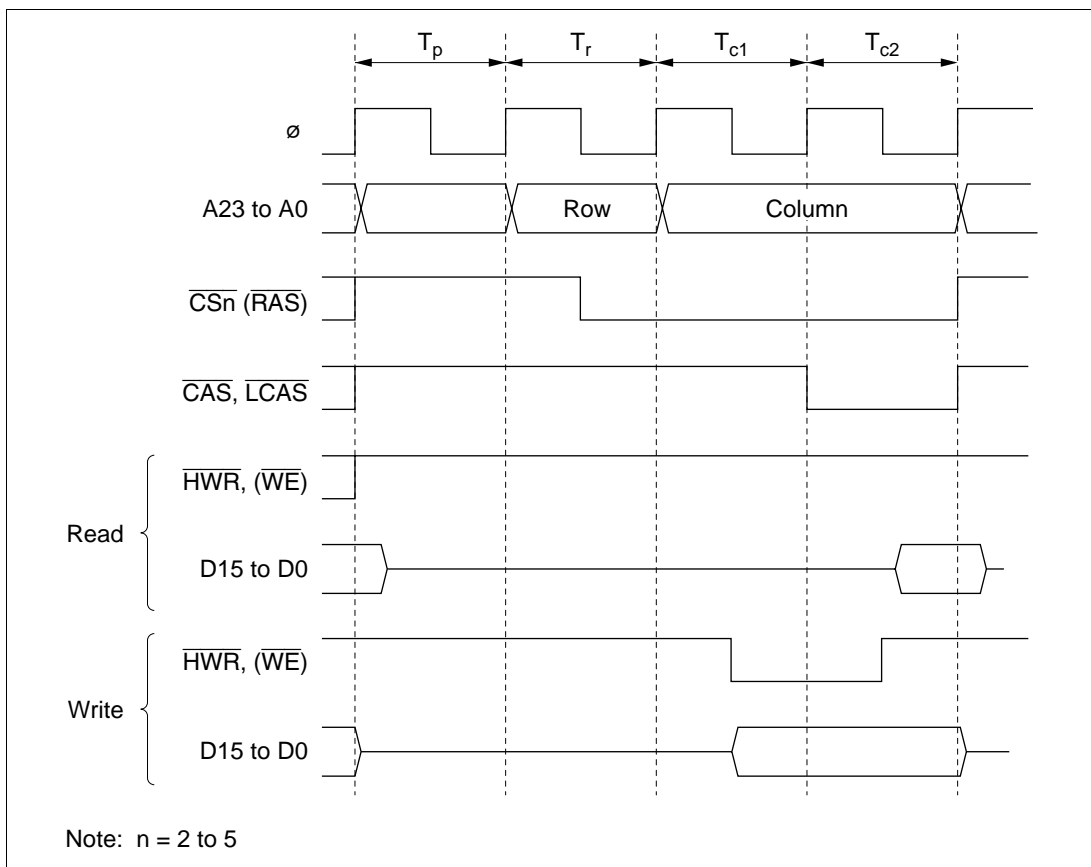 Tp Tr Tc1 Tc2
ø
A23 to A0 Row Column
CSn (RAS)
CAS, LCAS
Read
HWR, (WE)
D15 to D0
Write
HWR, (WE)
D15 to D0
Note: n = 2 to 5